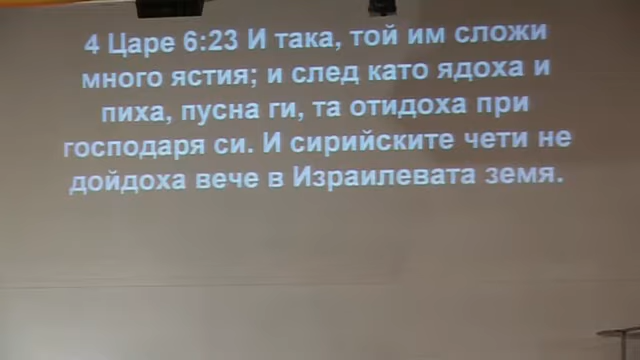 4 Царе 6:23 И така, той им сложи
много ястия; и след като ядоха и
пиха, пусна ги, та отидоха при
господаря си. И сирийските чети не
дойдоха вече в Израилевата земя.